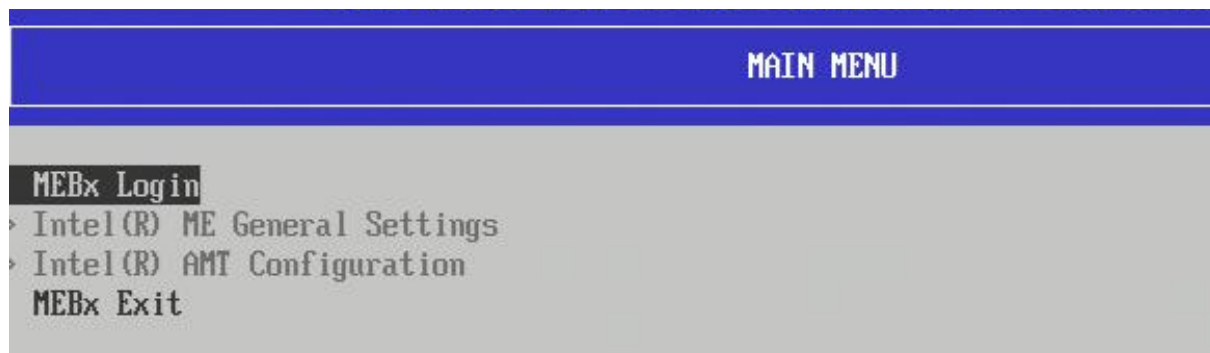 MAIN MENU
MEBx Login
> Intel(R) ME General Settings
> Intel(R) AMT Configuration
MEBx Exit